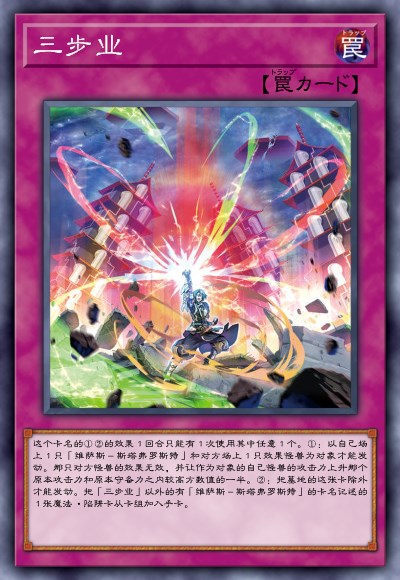 三步业
トラップ
罠
トラップ
【罠カード】
这个卡名的①②的效果1回合只能有1次使用其中任意1个。①：以自己场
上1只「维萨斯－斯塔弗罗斯特」和对方场上1只效果怪兽为对象才能发
动。那只对方怪兽的效果无效，并让作为对象的自己怪兽的攻击力上升那个
原本攻击力和原本守备力之内较高方数值的一半。②：把墓地的这张卡除外
才能发动。把「三步业」以外的有「维萨斯－斯塔弗罗斯特」的卡名记述的
1张魔法·陷阱卡从卡组加入手卡。